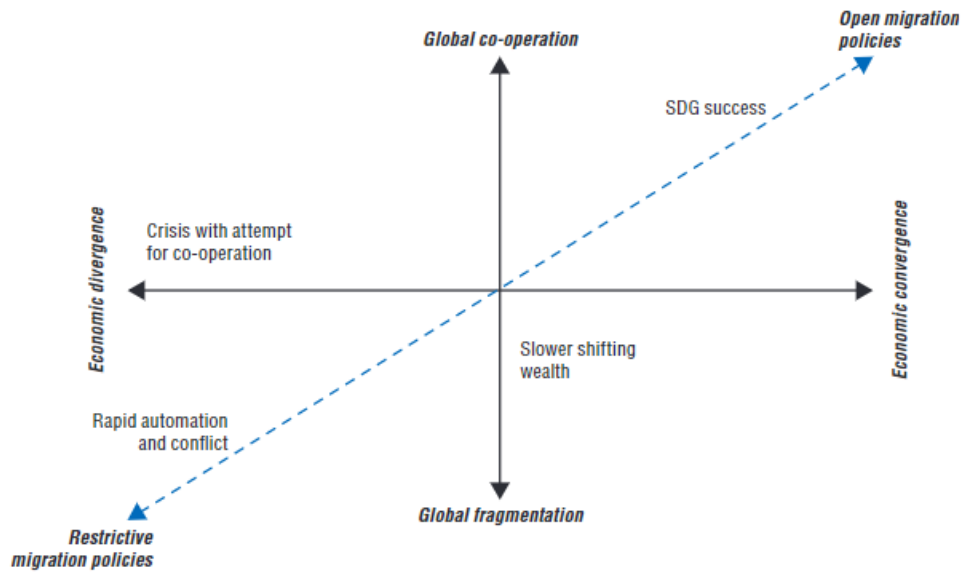 Open migration
policies
Global co-operation
SDG success
Crisis with attempt
for co-operation
Economic divergence
Economic convergence
Slower shifting
wealth
Rapid automation
and conflict
Global fragmentation
Restrictive
migration policies